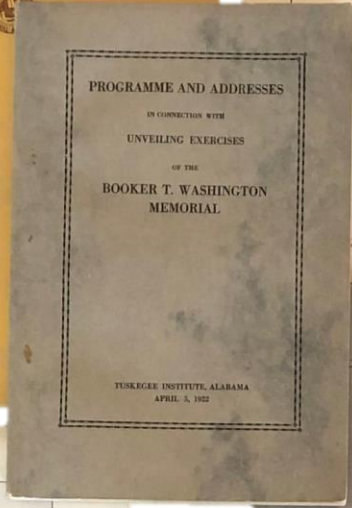 PROGRAMME AND ADDRESSES
IN CONNECTION WITH
UNVEILING EXERCISES
OF THE
BOOKER T. WASHINGTON
MEMORIAL
TUSKEGEE INSTITUTE, ALABAMA
APRIL 5, 1922